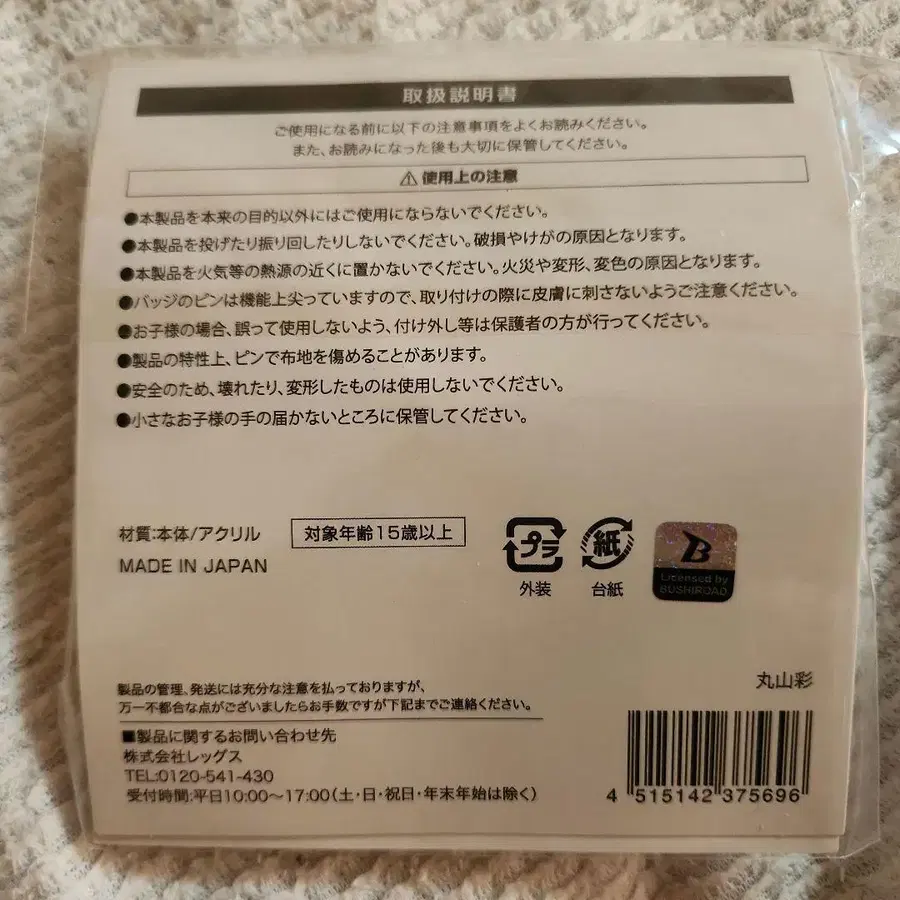 取扱説明書
ご使用になる前に以下の注意事項をよくお読みください。
また、お読みになった後も大切に保管してください。
⚠使用上の注意
●本製品を本来の目的以外にはご使用にならないでください。
●本製品を投げたり振り回したりしないでください。破損やけがの原因となります。
●本製品を火気等の熱源の近くに置かないでください。火災や変形、変色の原因となります。
●バッジのピンは機能上尖っていますので、取り付けの際に皮膚に刺さないようご注意ください。
●お子様の場合、誤って使用しないよう、付け外し等は保護者の方が行ってください。
●製品の特性上、ピンで布地を傷めることがあります。
●安全のため、壊れたり、変形したものは使用しないでください。
●小さなお子様の手の届かないところに保管してください。
材質:本体/アクリル
対象年齢15歳以上
MADE IN JAPAN
プラ
外装
紙
台紙
B
Licensed by
BUSHIROAD
製品の管理、発送には充分な注意を払っておりますが、
万一不都合な点がございましたらお手数ですが下記までご連絡ください。
■製品に関するお問い合わせ先
株式会社レッグス
TEL:0120-541-430
受付時間:平日10:00〜17:00(土・日・祝日・年末年始は除く)
丸山彩
4 515142 375696